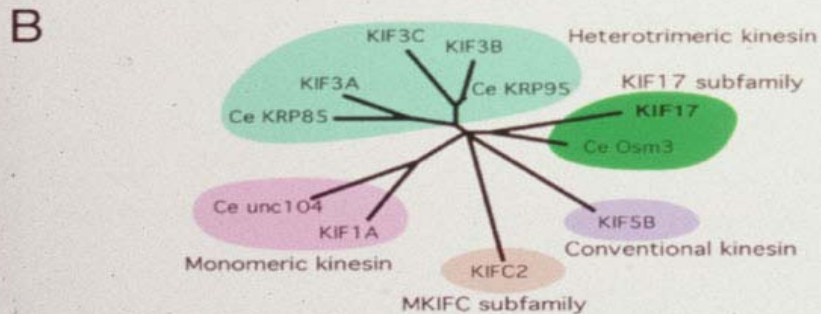 B
KIF3C
KIF3B
Heterotrimeric kinesin
KIF3A
Ce KRP95
KIF17 subfamily
Ce KRP85
KIF17
Ce Osm3
Ce unc104
KIF1A
KIF5B
Monomeric kinesin
KIFC2
Conventional kinesin
MKIFC subfamily